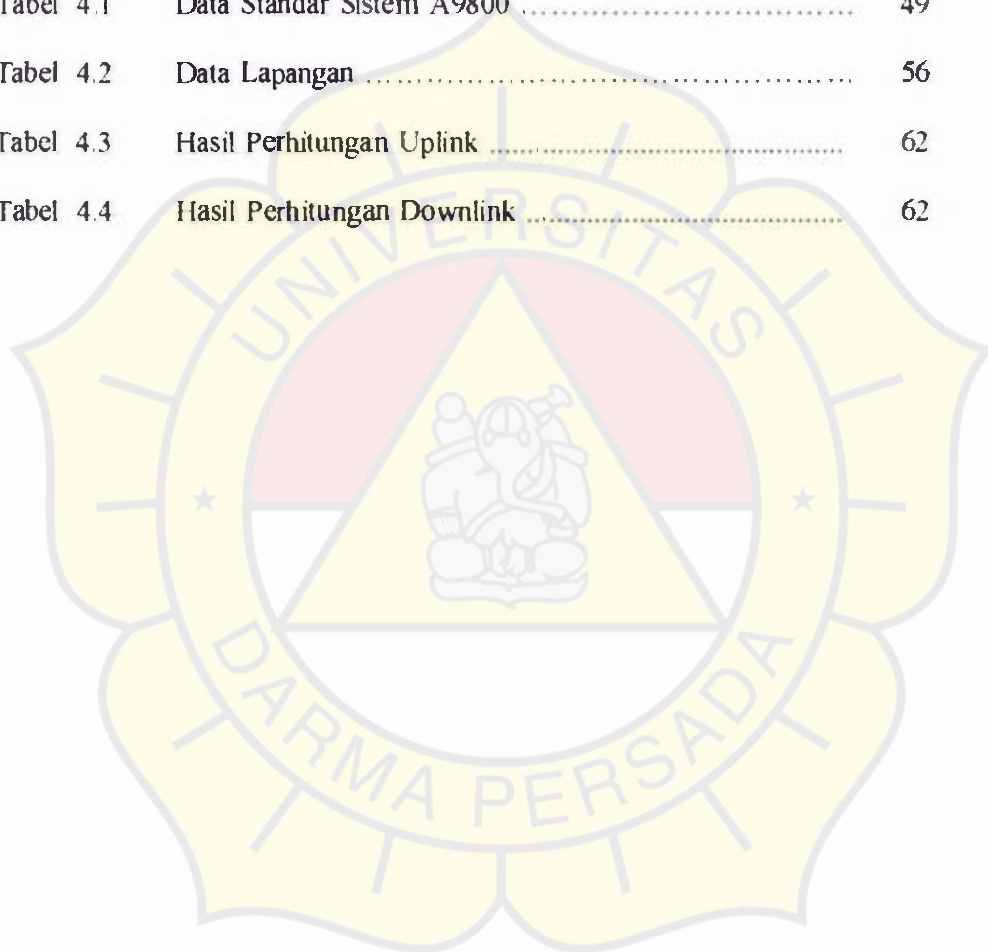 Tabel 4.1 Data Standar Sistem A9800 ........................ 49
Tabel 4.2 Data Lapangan ........................ 56
Tabel 4.3 Hasil Perhitungan Uplink ........................ 62
Tabel 4.4 Hasil Perhitungan Downlink ........................ 62
UNIVERSITAS
DARMA PERSADA